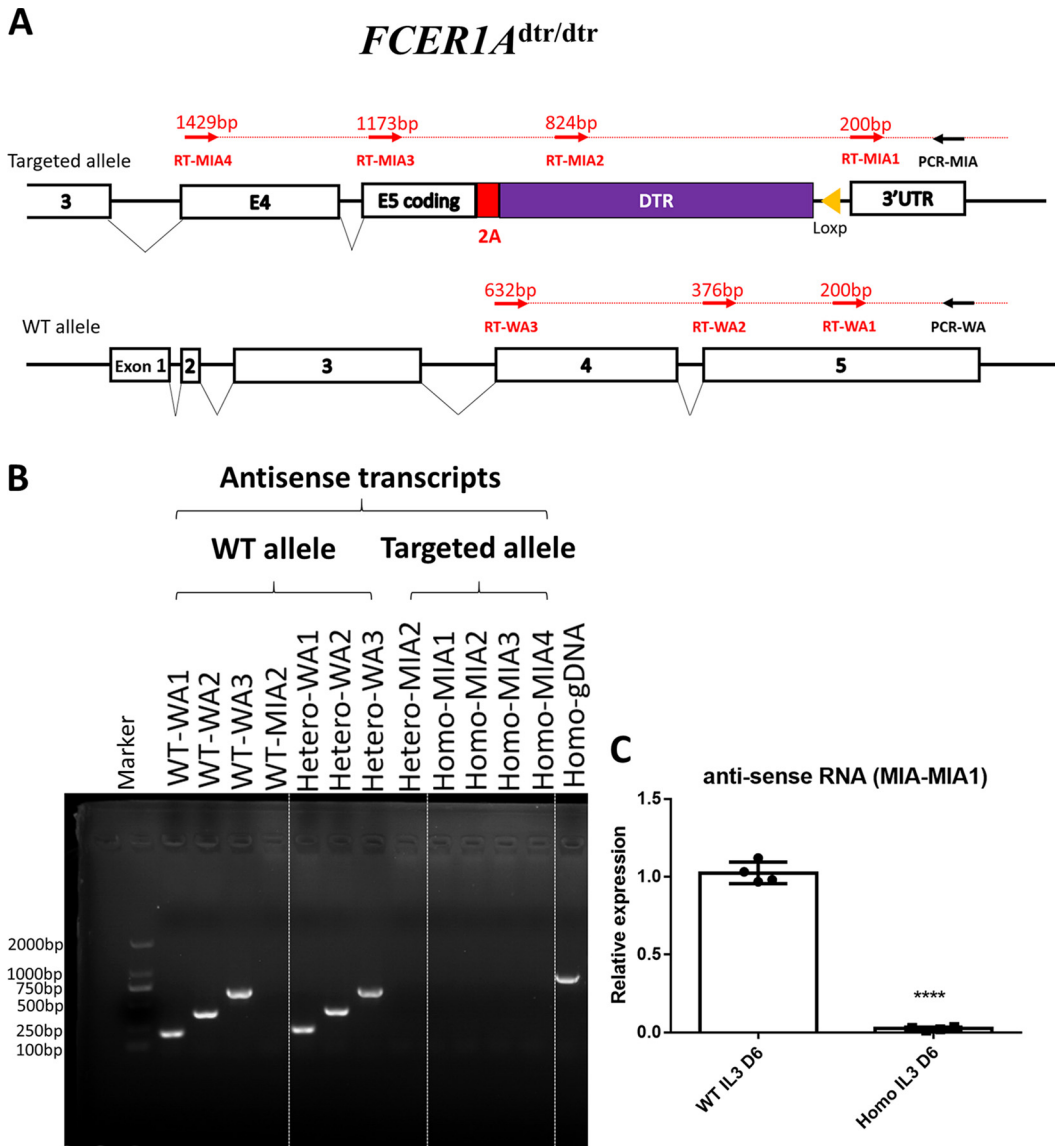 A
FCER1A^dtr/dtr
1429bp 1173bp 824bp 200bp
RT-MIA4 RT-MIA3 RT-MIA2 RT-MIA1 PCR-MIA
Targeted allele
3 E4 E5 coding DTR 3'UTR
2A Loxp
632bp 376bp 200bp
RT-WA3 RT-WA2 RT-WA1 PCR-WA
WT allele
Exon 1 2 3 4 5
B
Antisense transcripts
WT allele Targeted allele
Marker
WT-WA1
WT-WA2
WT-WA3
WT-MIA2
Hetero-WA1
Hetero-WA2
Hetero-WA3
Hetero-MIA2
Homo-MIA1
Homo-MIA2
Homo-MIA3
Homo-MIA4
Homo-gDNA
2000bp
1000bp
750bp
500bp
250bp
100bp
C
anti-sense RNA (MIA-MIA1)
Relative expression
1.5
1.0
0.5
0.0
****
WT IL3 D6
Homo IL3 D6